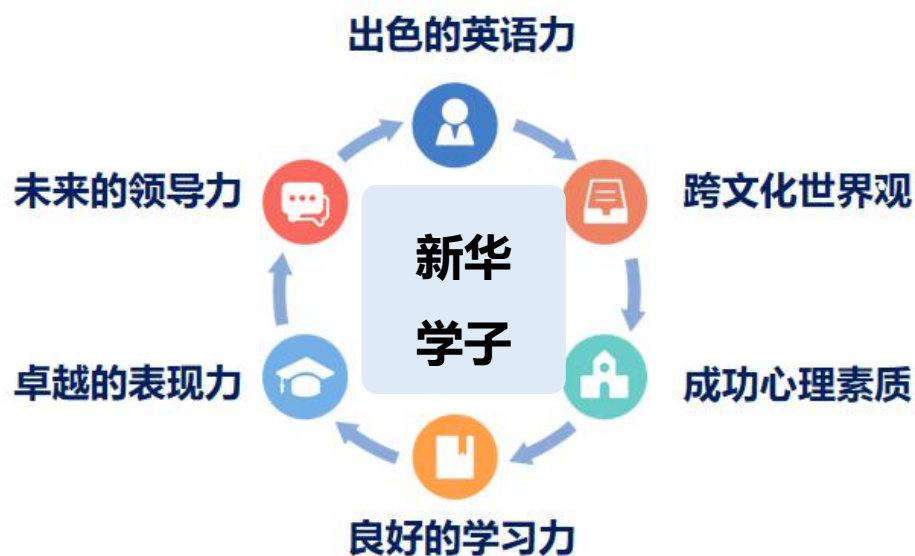 出色的英语力
未来的领导力
跨文化世界观
新华
学子
卓越的表现力
成功心理素质
良好的学习力